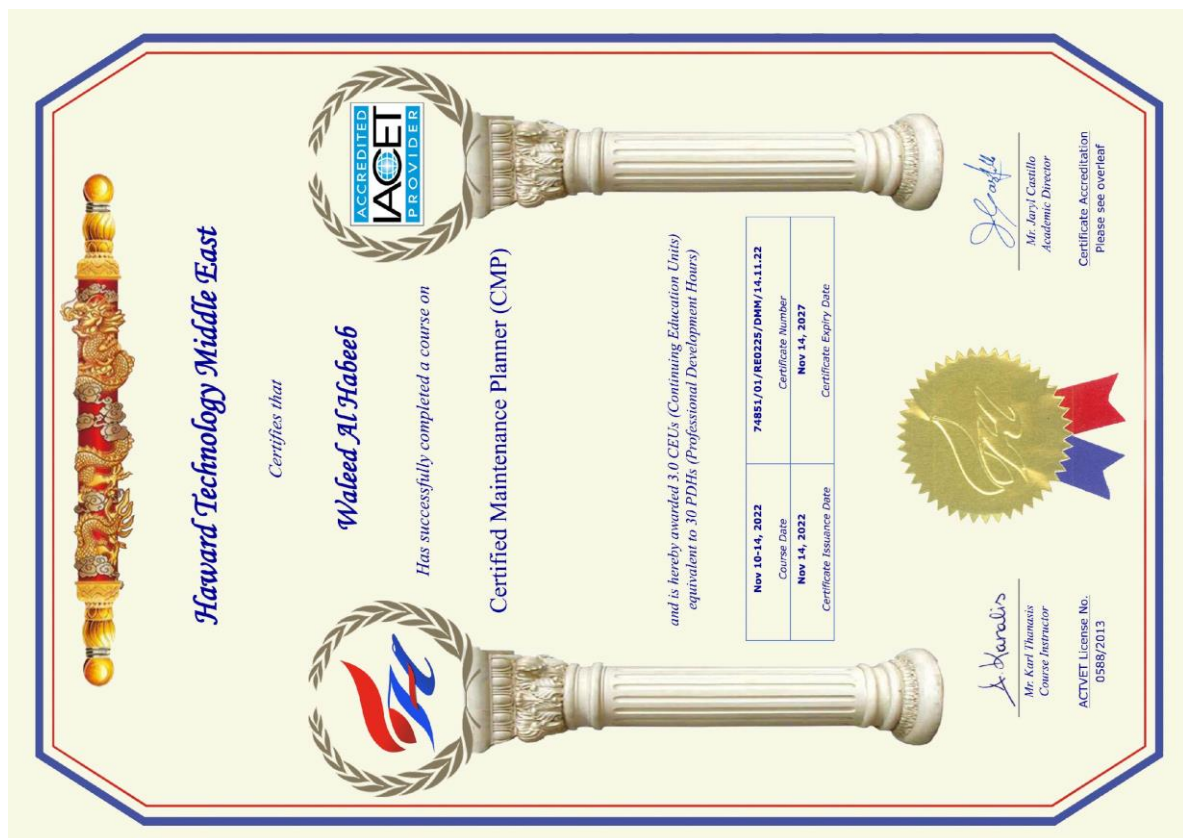 Haward Technology Middle East
Certifies that
Waleed Al Habeeb
Has successfully completed a course on
ACCREDITED
IACET
PROVIDER
Certified Maintenance Planner (CMP)
and is hereby awarded 3.0 CEUs (Continuing Education Units)
equivalent to 30 PDHs (Professional Development Hours)
Nov 10-14, 2022
Course Date
74851/01/RE0225/DMM/14.11.22
Certificate Number
Nov 14, 2022
Certificate Issuance Date
Nov 14, 2027
Certificate Expiry Date
Mr. Karl Thanasis
Course Instructor
ACTVET License No.
0588/2013
Mr. Jaryl Castillo
Academic Director
Certificate Accreditation
Please see overleaf